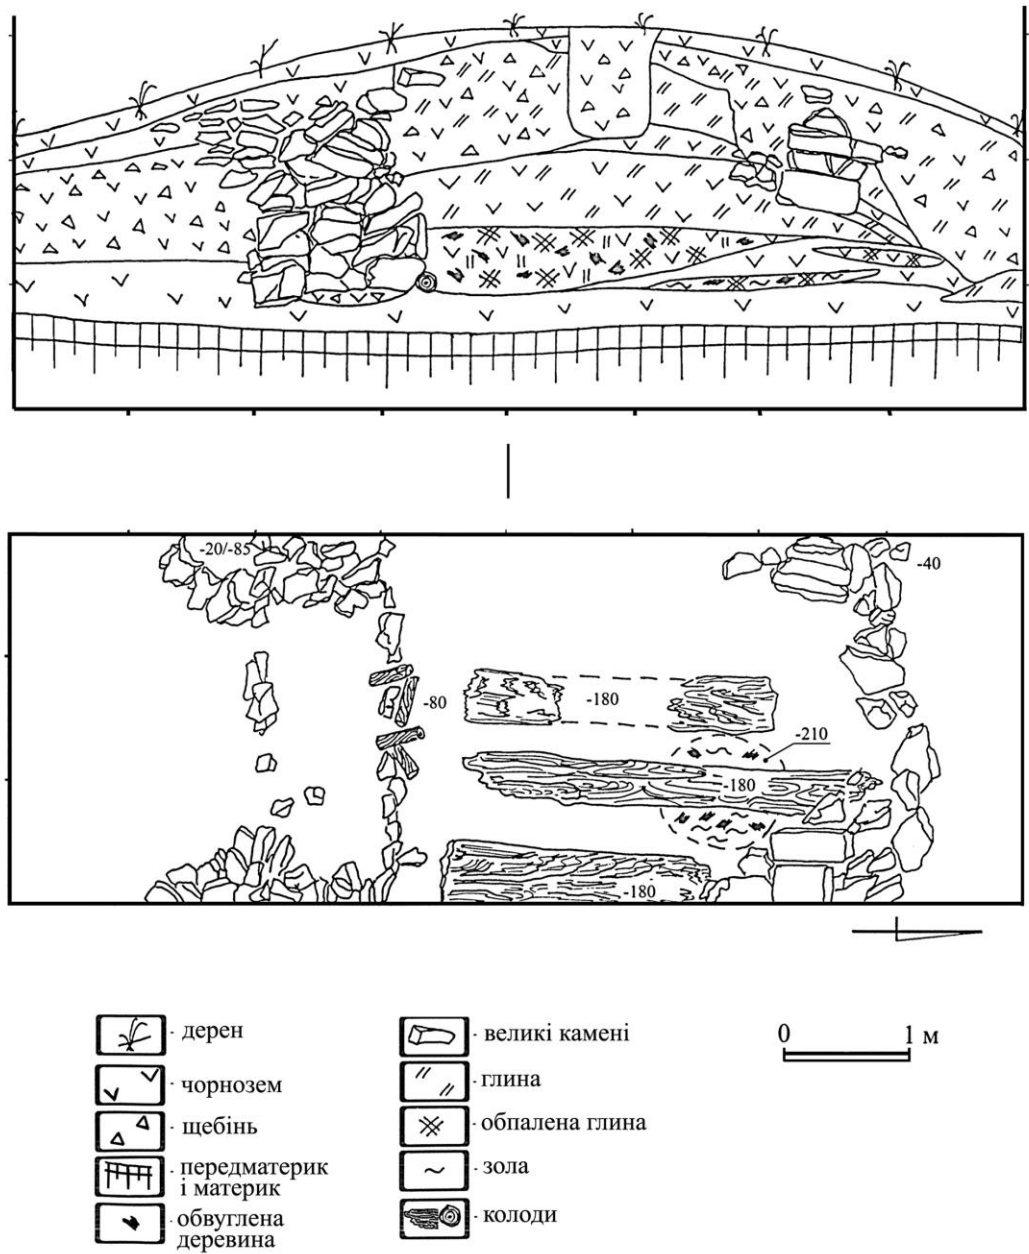 -20/-85
-40
-80
-180
-210
-180
-180
дерен
чорнозем
щебінь
передматерик
і материк
обвуглена
деревина
великі камені
глина
обпалена глина
зола
колоди
0 1 м